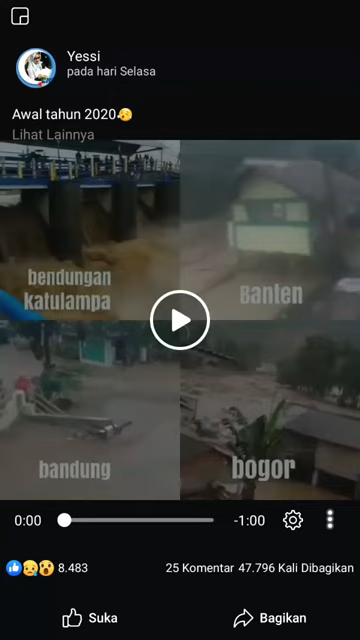 Yessi
pada hari Selasa
Awal tahun 2020😥
Lihat Lainnya
bendungan
katulampa
Banten
bandung
bogor
0:00
-1:00
8.483
25 Komentar 47.796 Kali Dibagikan
Suka
Bagikan